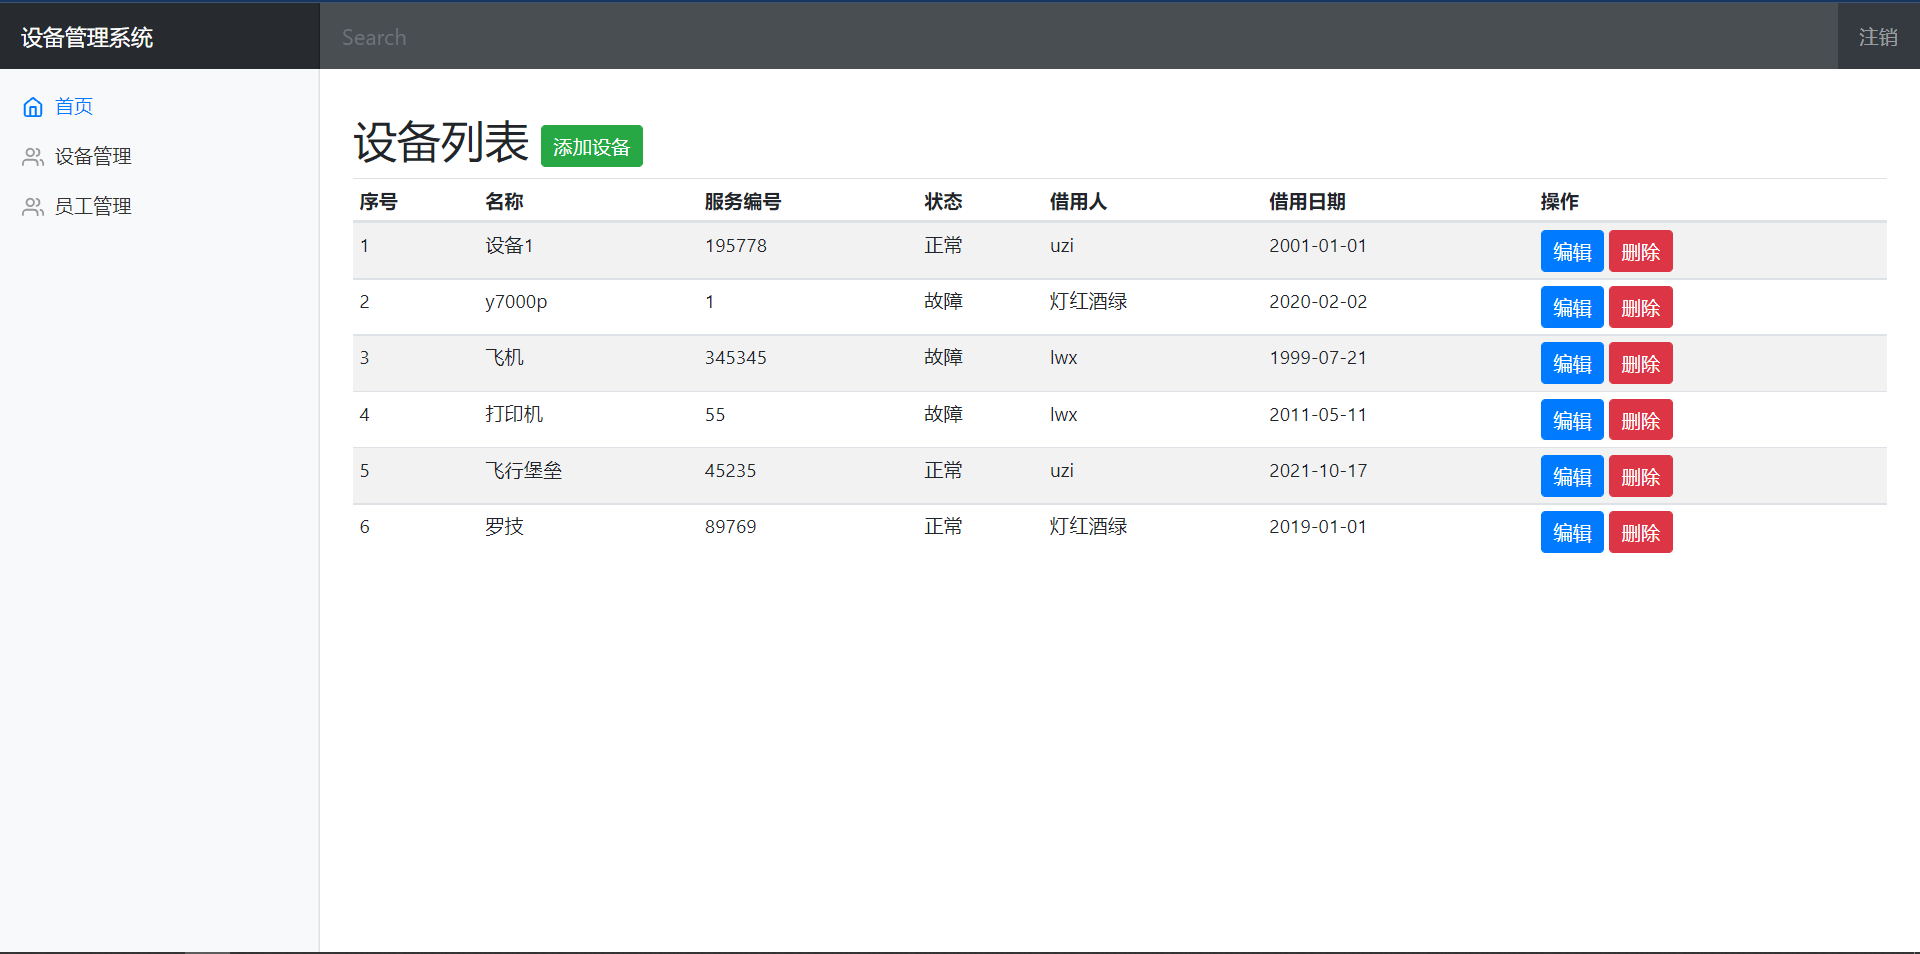 设备管理系统 Search 注销
首页
设备管理
员工管理
设备列表 添加设备
序号 名称 服务编号 状态 借用人 借用日期 操作
1 设备1 195778 正常 uzi 2001-01-01 编辑 删除
2 y7000p 1 故障 灯红酒绿 2020-02-02 编辑 删除
3 飞机 345345 故障 lwx 1999-07-21 编辑 删除
4 打印机 55 故障 lwx 2011-05-11 编辑 删除
5 飞行堡垒 45235 正常 uzi 2021-10-17 编辑 删除
6 罗技 89769 正常 灯红酒绿 2019-01-01 编辑 删除